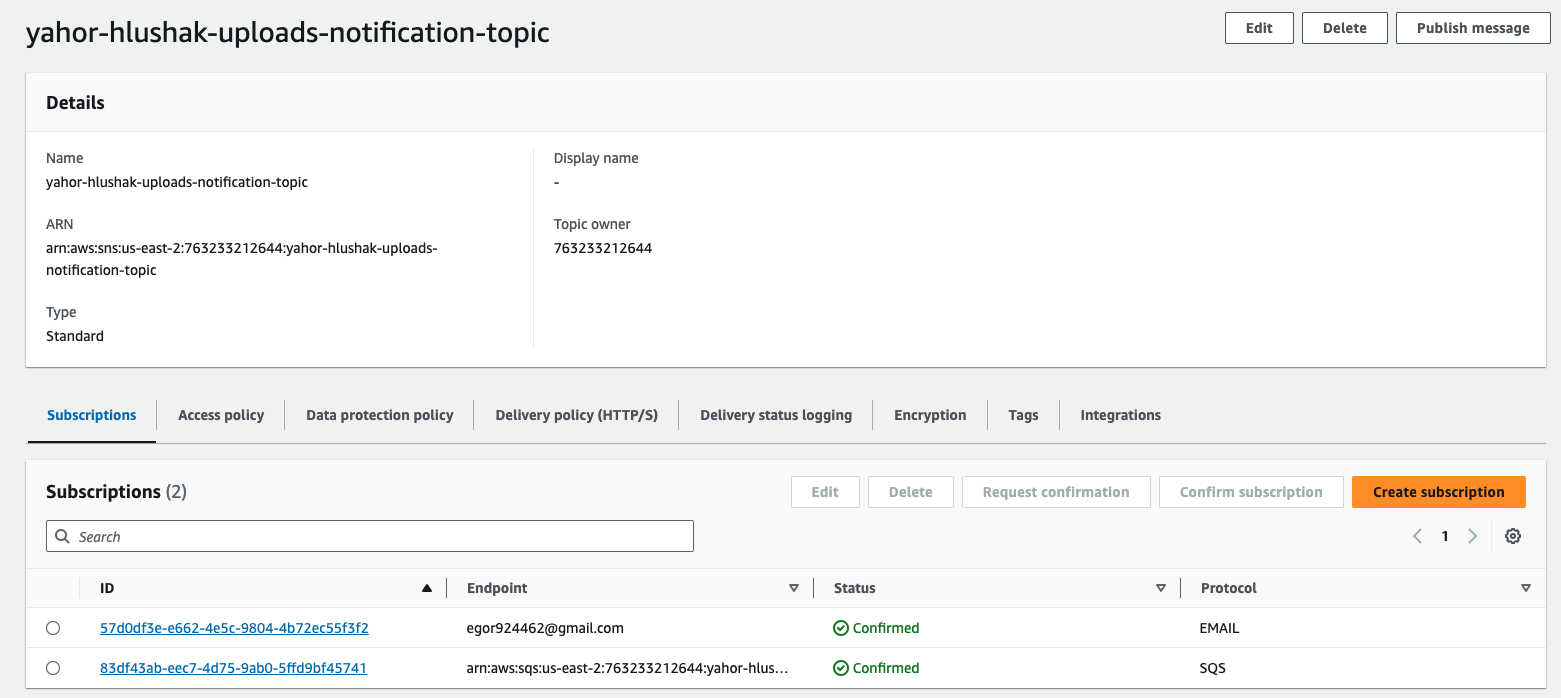 yahor-hlushak-uploads-notification-topic
Edit
Delete
Publish message
Details
Name
yahor-hlushak-uploads-notification-topic
ARN
arn:aws:sns:us-east-2:763233212644:yahor-hlushak-uploads-
notification-topic
Type
Standard
Display name
-
Topic owner
763233212644
Subscriptions
Access policy
Data protection policy
Delivery policy (HTTP/S)
Delivery status logging
Encryption
Tags
Integrations
Subscriptions (2)
Edit
Delete
Request confirmation
Confirm subscription
Create subscription
Search
1
ID
Endpoint
Status
Protocol
57d0df3e-e662-4e5c-9804-4b72ec55f3f2
egor924462@gmail.com
Confirmed
EMAIL
83df43ab-eec7-4d75-9ab0-5ffd9bf45741
arn:aws:sqs:us-east-2:763233212644:yahor-hlus...
Confirmed
SQS